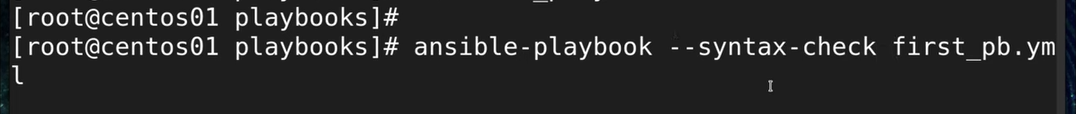 [root@centos01 playbooks]#
[root@centos01 playbooks]# ansible-playbook --syntax-check first_pb.ym
l